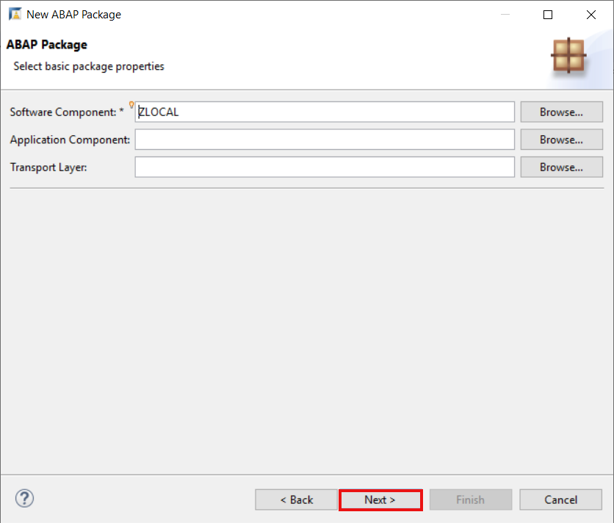 New ABAP Package
ABAP Package
Select basic package properties
Software Component: * ZLOCAL Browse...
Application Component: Browse...
Transport Layer: Browse...
? < Back Next > Finish Cancel